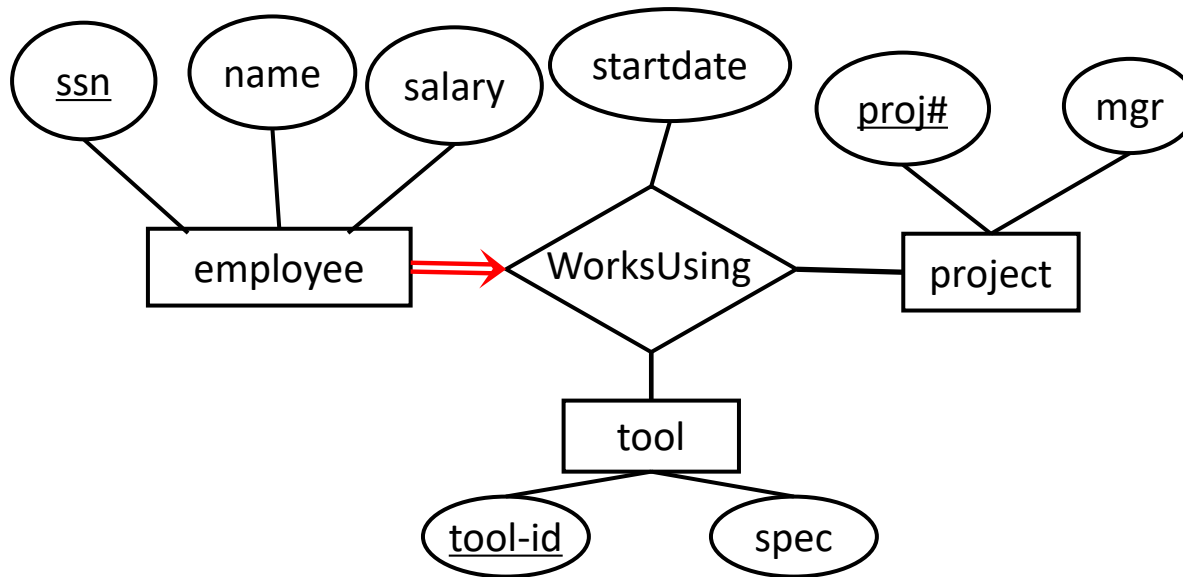 ssn
name
salary
startdate
proj#
mgr
employee
WorksUsing
project
tool
tool-id
spec